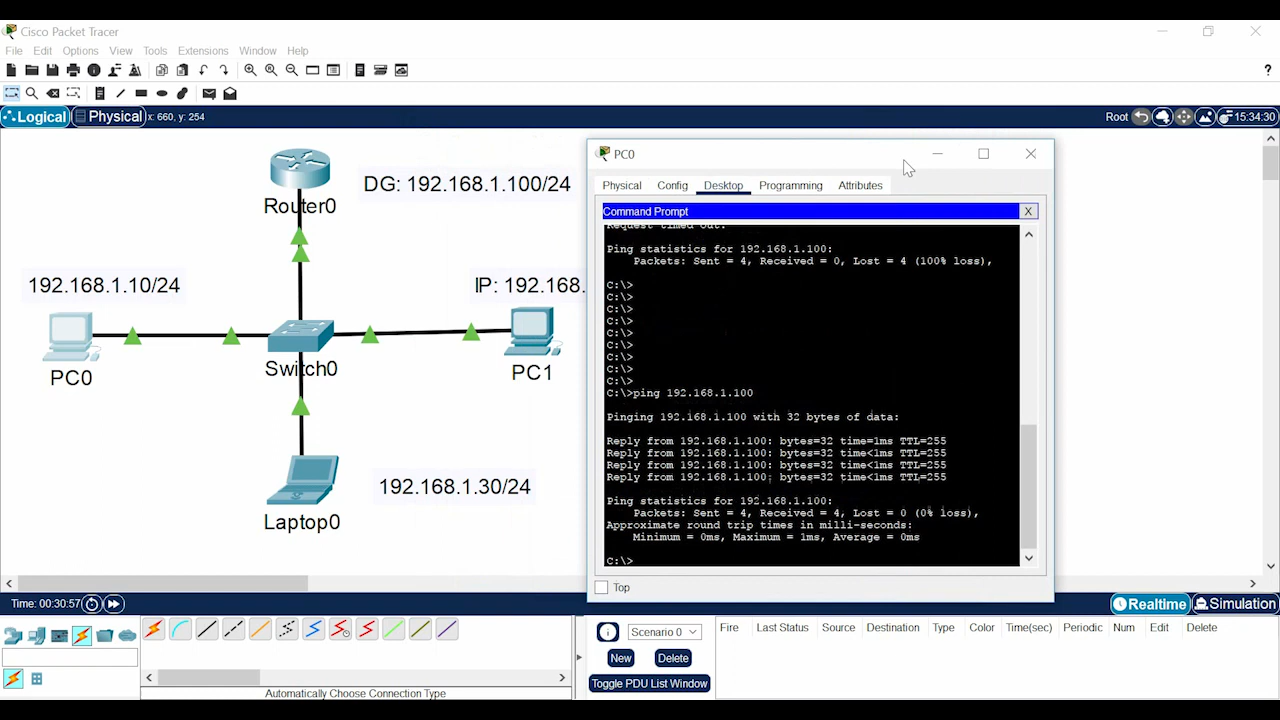 Cisco Packet Tracer
File Edit Options View Tools Extensions Window Help
?
Logical Physical x: 660, y: 254 Root 15:34:30
Router0
DG: 192.168.1.100/24
192.168.1.10/24
IP: 192.168.
PC0
Switch0
PC1
192.168.1.30/24
Laptop0
PC0
Physical Config Desktop Programming Attributes
Command Prompt X
Request timed out.
Ping statistics for 192.168.1.100:
Packets: Sent = 4, Received = 0, Lost = 4 (100% loss),
C:\>
C:\>
C:\>
C:\>
C:\>
C:\>
C:\>
C:\>
C:\>
C:\>ping 192.168.1.100
Pinging 192.168.1.100 with 32 bytes of data:
Reply from 192.168.1.100: bytes=32 time=1ms TTL=255
Reply from 192.168.1.100: bytes=32 time<1ms TTL=255
Reply from 192.168.1.100: bytes=32 time<1ms TTL=255
Reply from 192.168.1.100: bytes=32 time<1ms TTL=255
Ping statistics for 192.168.1.100:
Packets: Sent = 4, Received = 4, Lost = 0 (0% loss),
Approximate round trip times in milli-seconds:
Minimum = 0ms, Maximum = 1ms, Average = 0ms
C:\>
Top
Time: 00:30:57 Realtime Simulation
Scenario 0
New Delete
Toggle PDU List Window
Fire Last Status Source Destination Type Color Time(sec) Periodic Num Edit Delete
Automatically Choose Connection Type